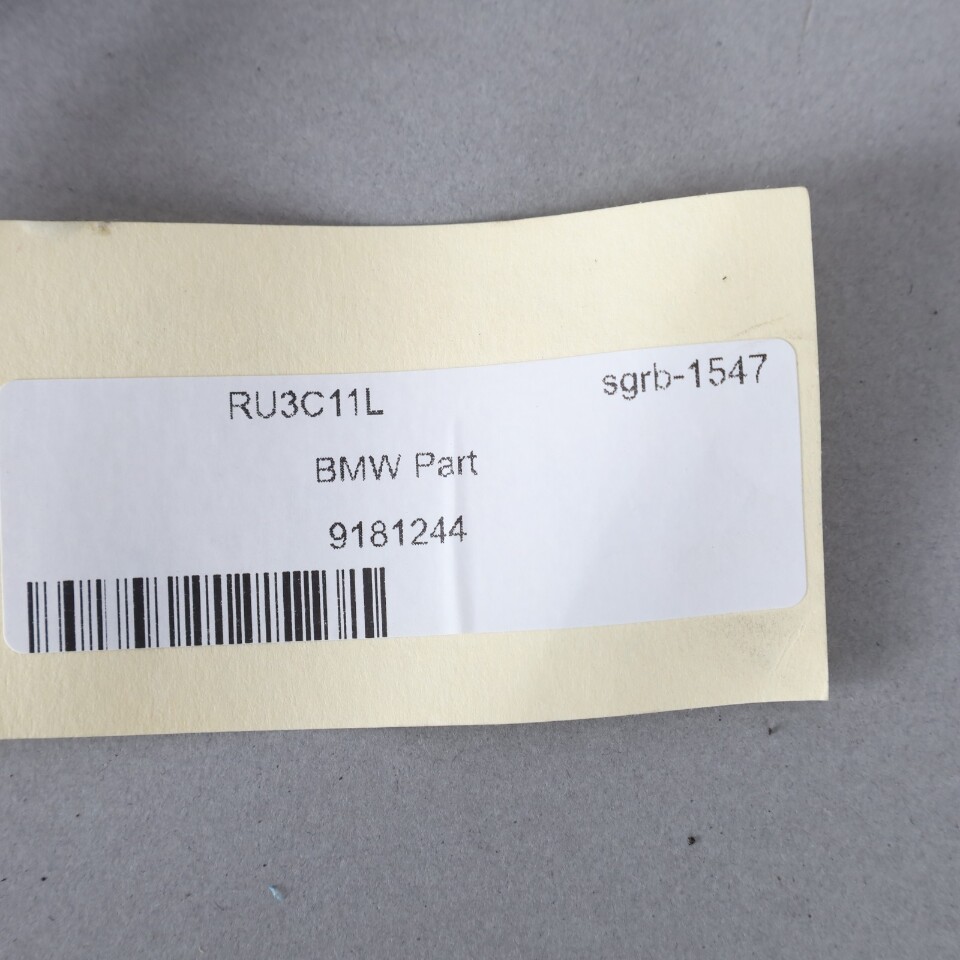 RU3C11L sgrb-1547
BMW Part
9181244